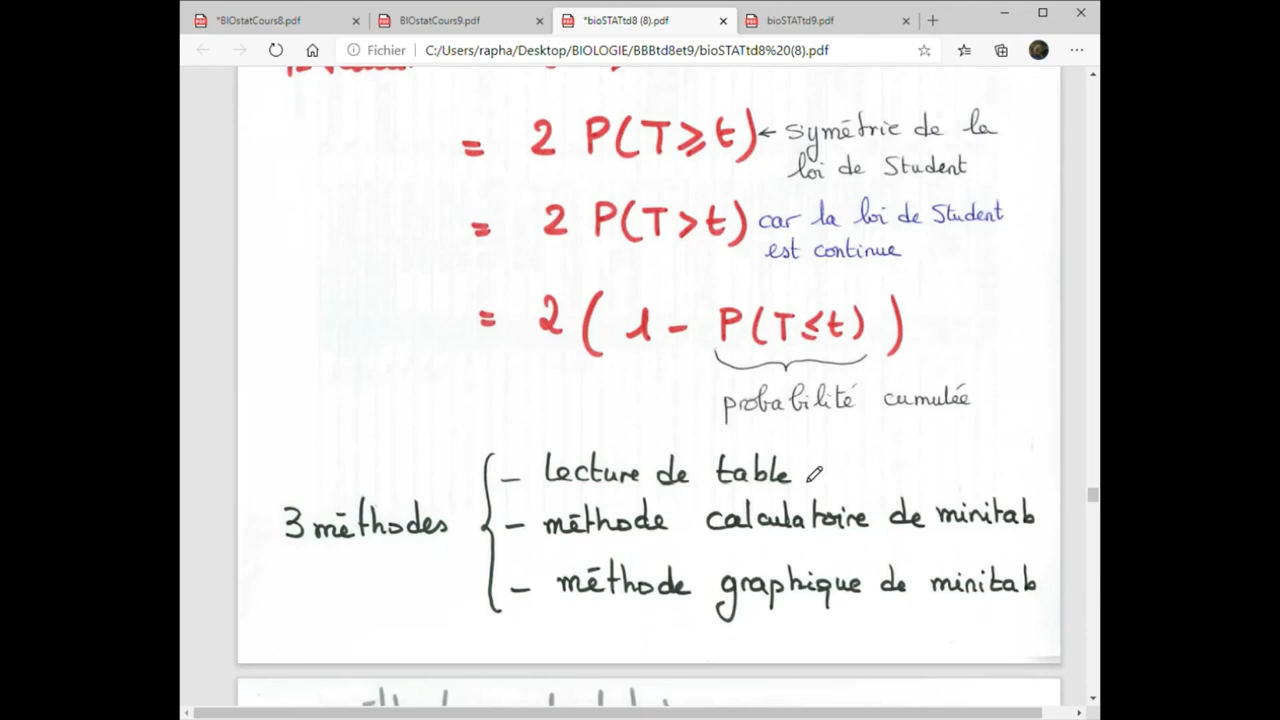 *BIOstatCours8.pdf
BIOstatCours9.pdf
*bioSTATtd8 (8).pdf
bioSTATtd9.pdf
Fichier
C:/Users/rapha/Desktop/BIOLOGIE/BBBtd8et9/bioSTATtd8%20(8).pdf
= 2 P(T⩾t) ← symétrie de la
loi de Student
= 2 P(T>t) car la loi de Student
est continue
= 2 ( 1 - P(T≤t) )
probabilité cumulée
3 méthodes
- lecture de table
- méthode calculatoire de minitab
- méthode graphique de minitab